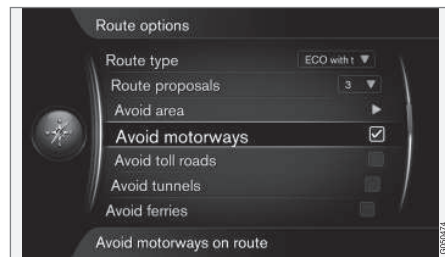 Route options
Route type ECO with t
Route proposals 3
Avoid area
Avoid motorways
Avoid toll roads
Avoid tunnels
Avoid ferries
Avoid motorways on route
G050474